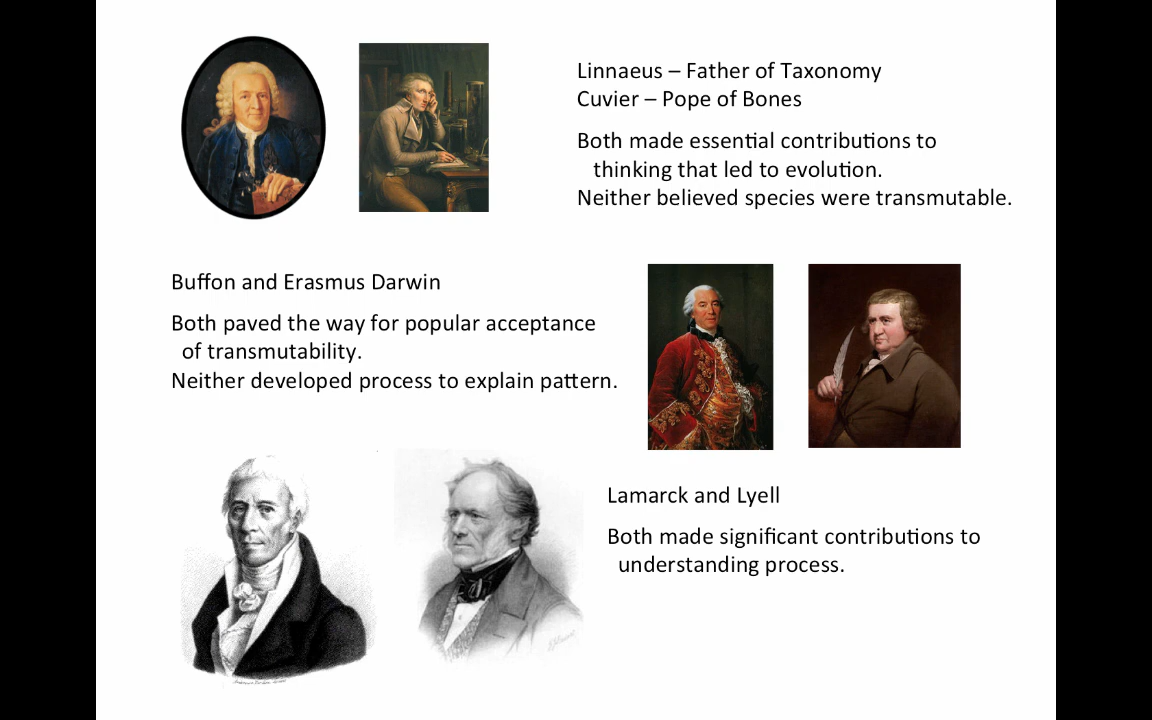 Linnaeus – Father of Taxonomy
Cuvier – Pope of Bones
Both made essential contributions to
thinking that led to evolution.
Neither believed species were transmutable.
Buffon and Erasmus Darwin
Both paved the way for popular acceptance
of transmutability.
Neither developed process to explain pattern.
Lamarck and Lyell
Both made significant contributions to
understanding process.